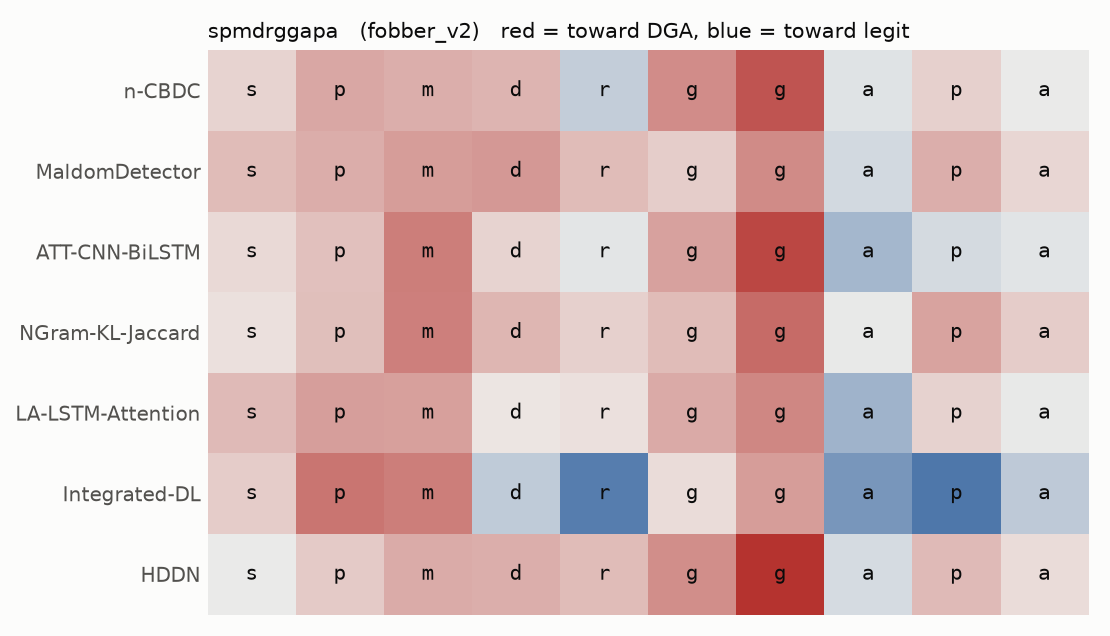 spmdrggapa (fobber_v2) red = toward DGA, blue = toward legit
n-CBDC s p m d r g g a p a
MaldomDetector s p m d r g g a p a
ATT-CNN-BiLSTM s p m d r g g a p a
NGram-KL-Jaccard s p m d r g g a p a
LA-LSTM-Attention s p m d r g g a p a
Integrated-DL s p m d r g g a p a
HDDN s p m d r g g a p a